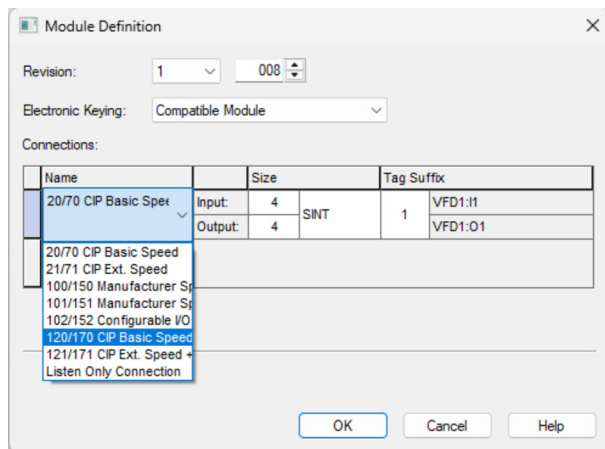 Module Definition
Revision: 1 008
Electronic Keying: Compatible Module
Connections:
Name Size Tag Suffix
20/70 CIP Basic Spee Input: 4 SINT 1 VFD1:I1
Output: 4 VFD1:O1
20/70 CIP Basic Speed
21/71 CIP Ext. Speed
100/150 Manufacturer Sp
101/151 Manufacturer Sp
102/152 Configurable I/O
120/170 CIP Basic Speed
121/171 CIP Ext. Speed +
Listen Only Connection
OK Cancel Help